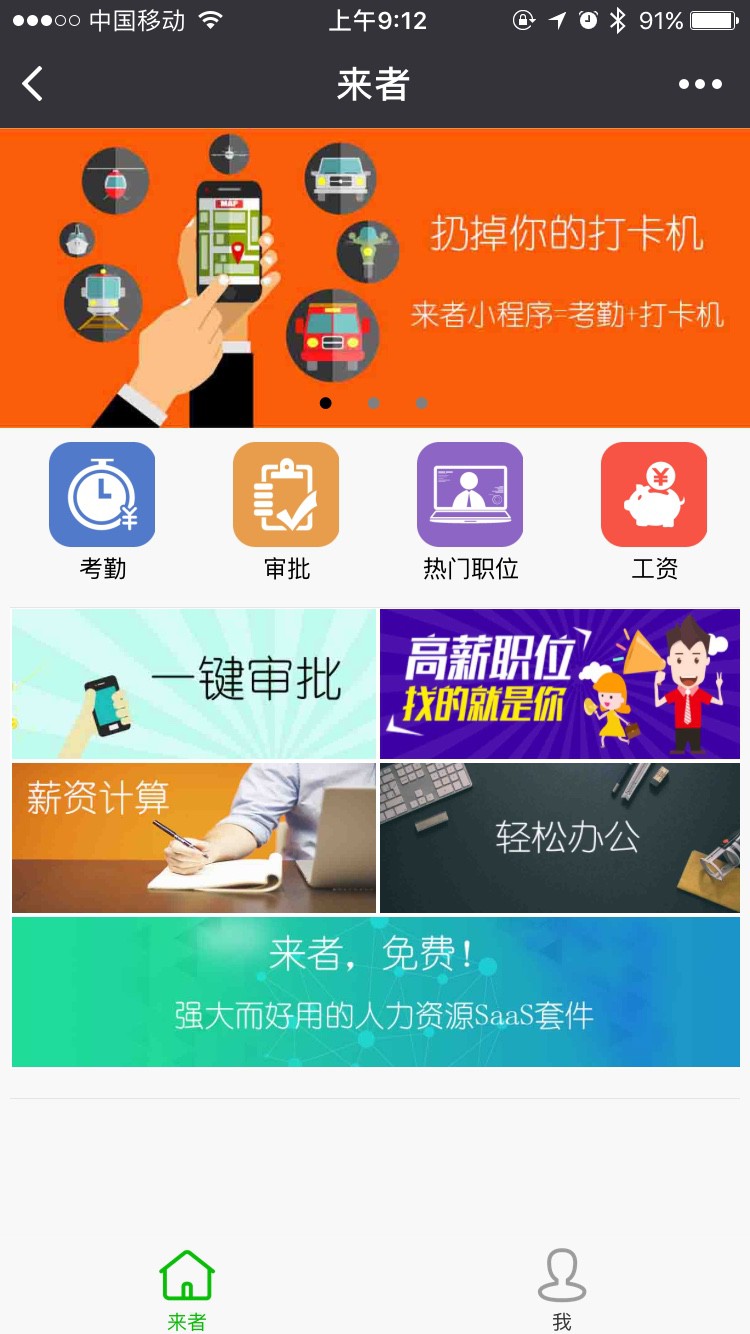 中国移动
上午9:12
91%
来者
MAP
扔掉你的打卡机
来者小程序=考勤+打卡机
¥
¥
考勤
审批
热门职位
工资
一键审批
高薪职位
找的就是你
薪资计算
轻松办公
来者，免费！
强大而好用的人力资源SaaS套件
来者
我